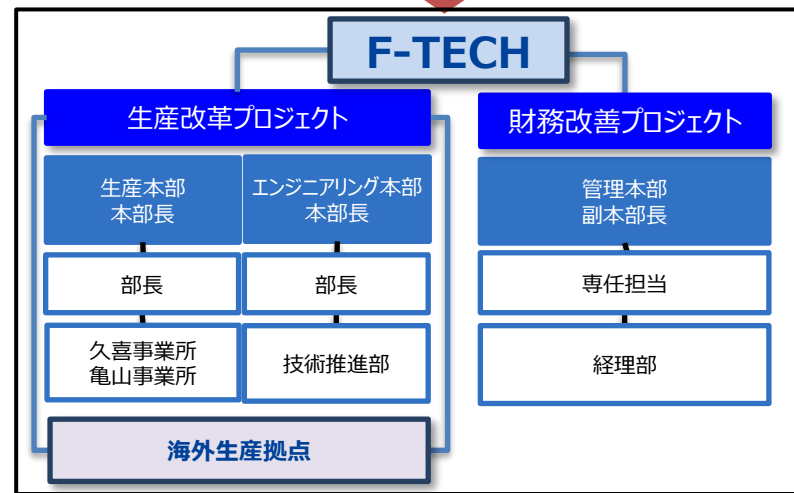 F-TECH
生産改革プロジェクト
財務改善プロジェクト
生産本部
本部長
エンジニアリング本部
本部長
管理本部
副本部長
部長
部長
専任担当
久喜事業所
亀山事業所
技術推進部
経理部
海外生産拠点